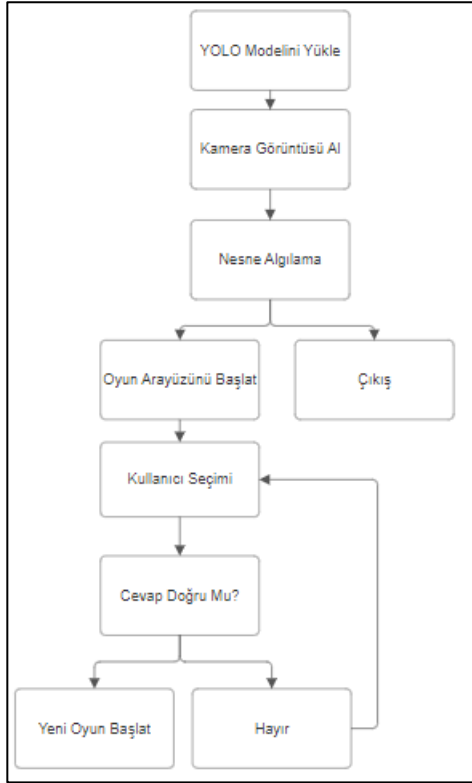 YOLO Modelini Yükle
Kamera Görüntüsü Al
Nesne Algılama
Oyun Arayüzünü Başlat
Çıkış
Kullanıcı Seçimi
Cevap Doğru Mu?
Yeni Oyun Başlat
Hayır